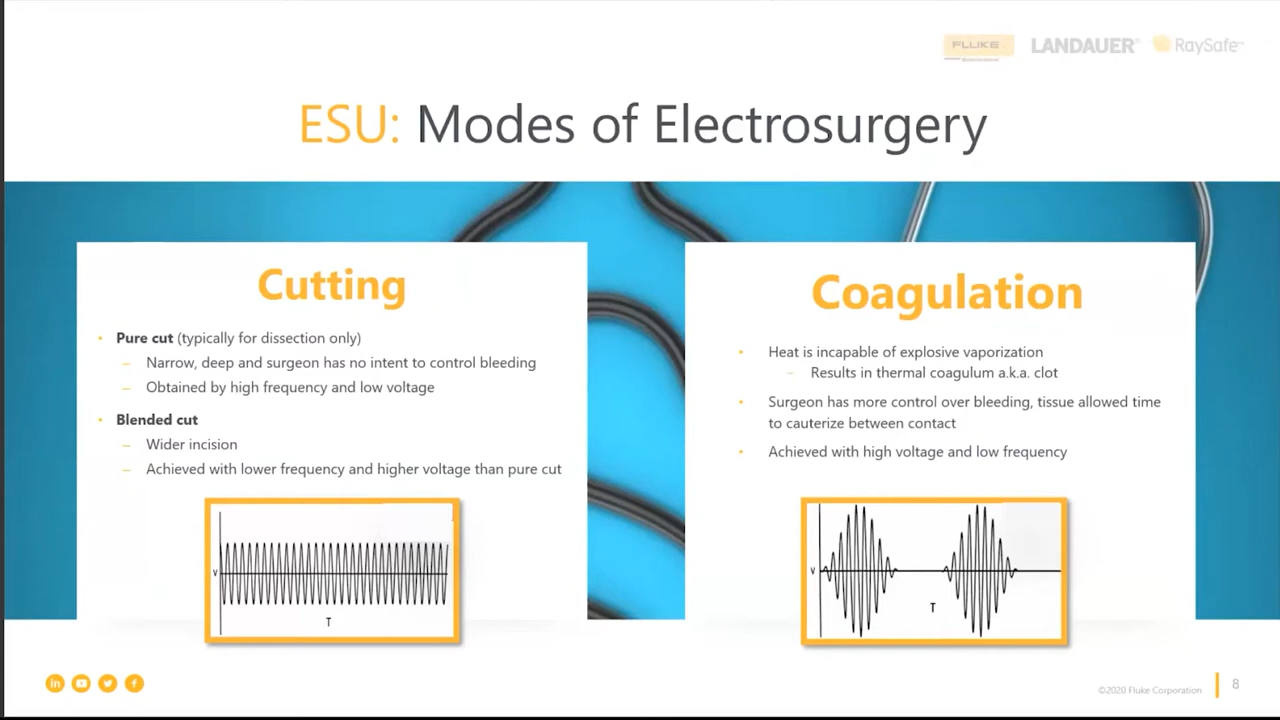 FLUKE
LANDAUER®
RaySafe™
ESU: Modes of Electrosurgery
Cutting
• Pure cut (typically for dissection only)
– Narrow, deep and surgeon has no intent to control bleeding
– Obtained by high frequency and low voltage
• Blended cut
– Wider incision
– Achieved with lower frequency and higher voltage than pure cut
V
T
Coagulation
• Heat is incapable of explosive vaporization
– Results in thermal coagulum a.k.a. clot
• Surgeon has more control over bleeding, tissue allowed time
to cauterize between contact
• Achieved with high voltage and low frequency
V
T
in
f
©2020 Fluke Corporation
8